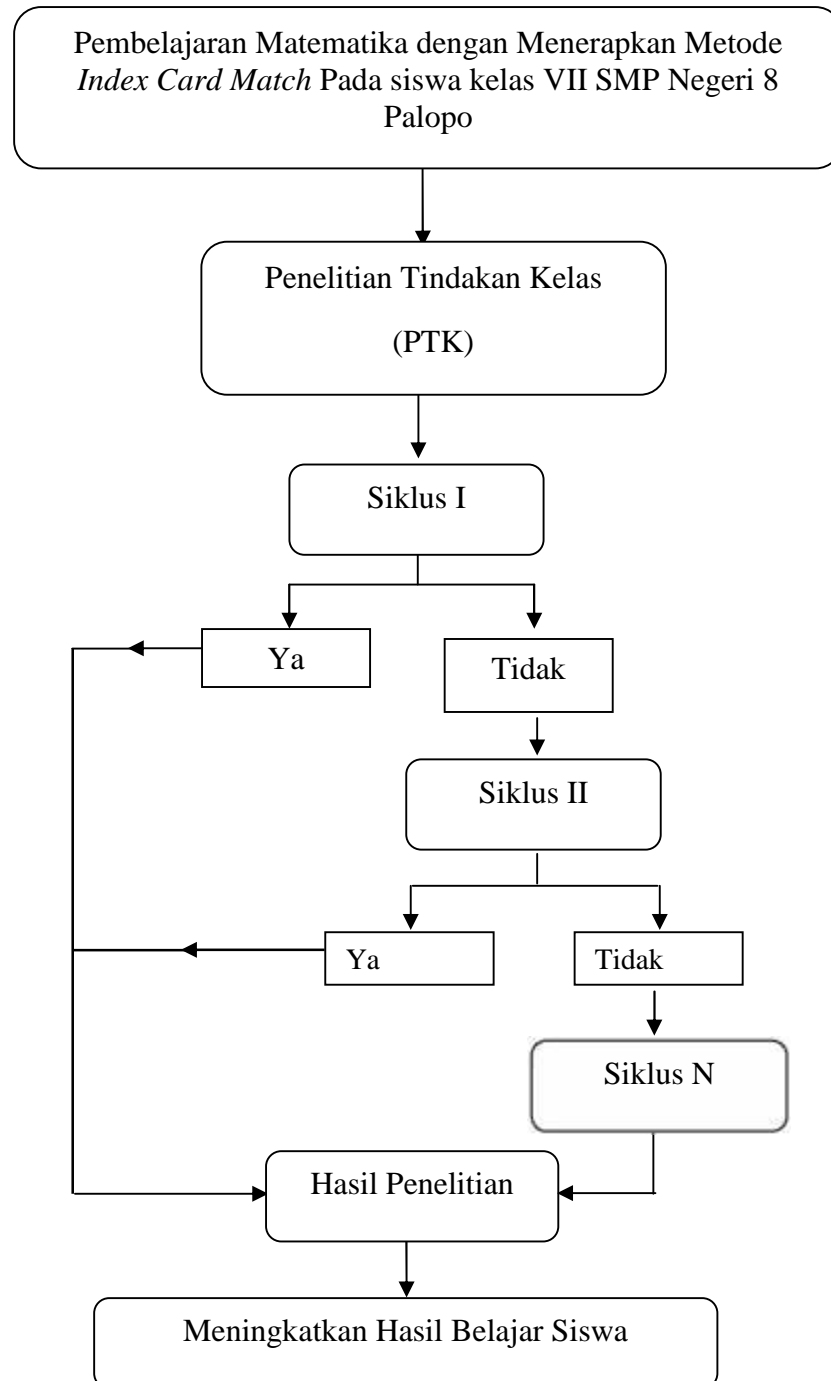 Pembelajaran Matematika dengan Menerapkan Metode
Index Card Match Pada siswa kelas VII SMP Negeri 8
Palopo
Penelitian Tindakan Kelas
(PTK)
Siklus I
Ya
Tidak
Siklus II
Ya
Tidak
Siklus N
Hasil Penelitian
Meningkatkan Hasil Belajar Siswa